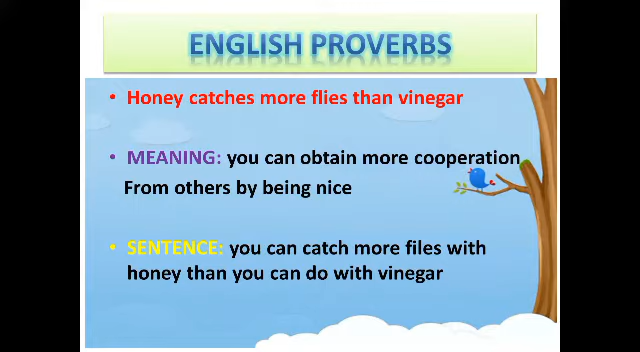 ENGLISH PROVERBS
• Honey catches more flies than vinegar
• MEANING: you can obtain more cooperation
From others by being nice
• SENTENCE: you can catch more files with
honey than you can do with vinegar